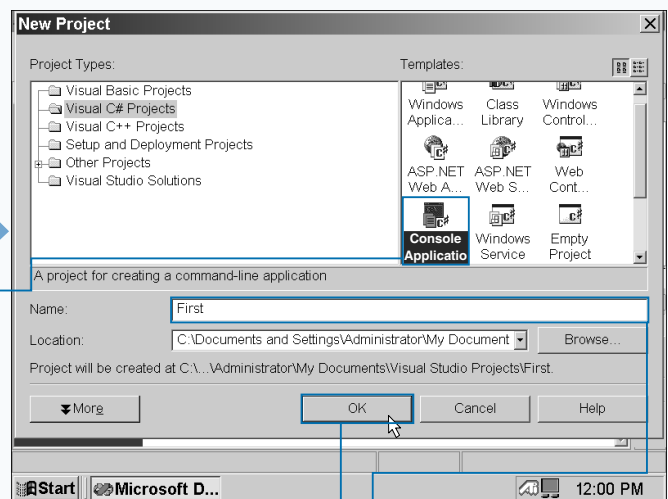 New Project
Project Types:
Templates:
Visual Basic Projects
Visual C# Projects
Visual C++ Projects
Setup and Deployment Projects
Other Projects
Visual Studio Solutions
Windows Class Windows
Applica... Library Control...
ASP.NET ASP.NET Web
Web A... Web S... Cont...
Console Windows Empty
Applicatio Service Project
A project for creating a command-line application
Name: First
Location: C:\Documents and Settings\Administrator\My Document Browse...
Project will be created at C:\...\Administrator\My Documents\Visual Studio Projects\First.
More OK Cancel Help
Start Microsoft D... 12:00 PM